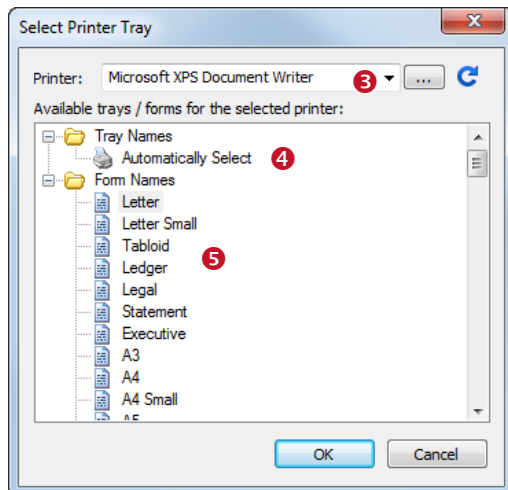 Select Printer Tray
Printer: Microsoft XPS Document Writer 3 ...
Available trays / forms for the selected printer:
Tray Names
Automatically Select 4
Form Names
Letter
Letter Small
Tabloid
Ledger 5
Legal
Statement
Executive
A3
A4
A4 Small
A5
OK Cancel